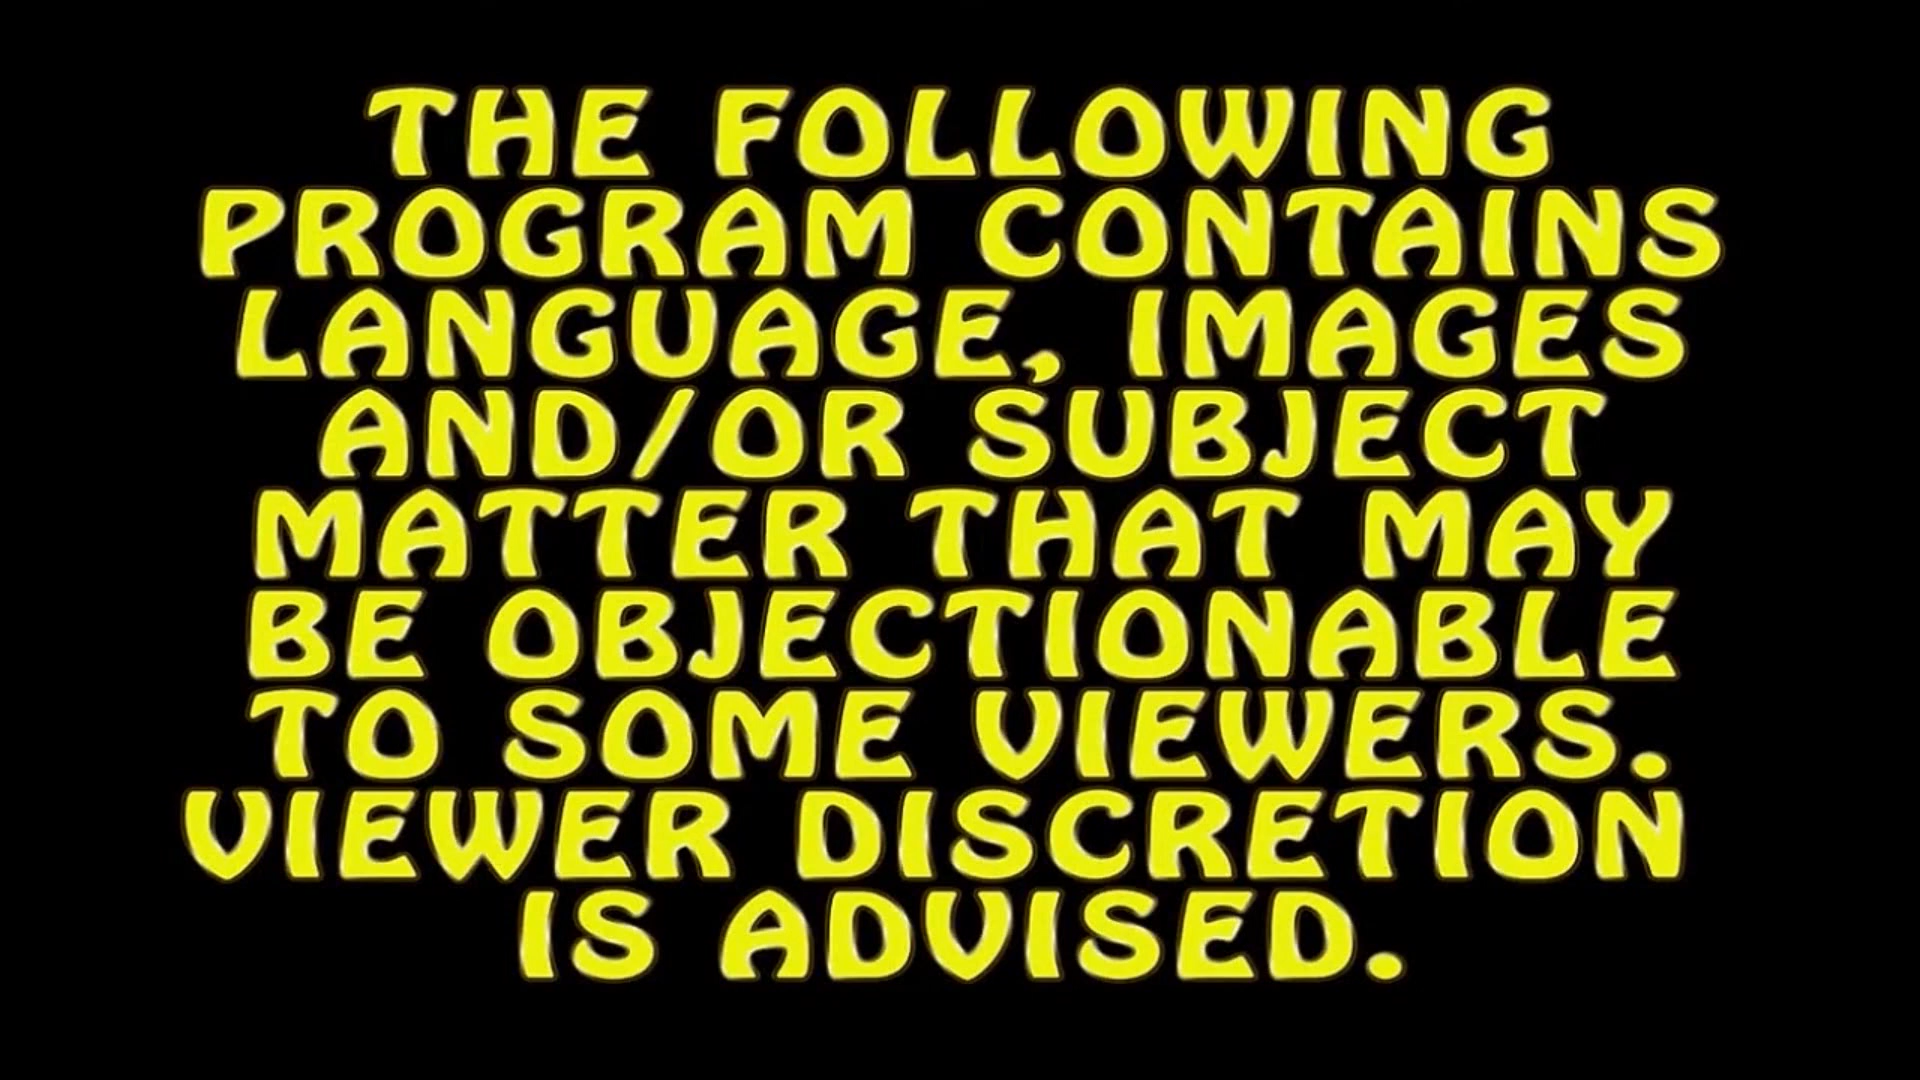 THE FOLLOWING
PROGRAM CONTAINS
LANGUAGE, IMAGES
AND/OR SUBJECT
MATTER THAT MAY
BE OBJECTIONABLE
TO SOME VIEWERS.
VIEWER DISCRETION
IS ADVISED.